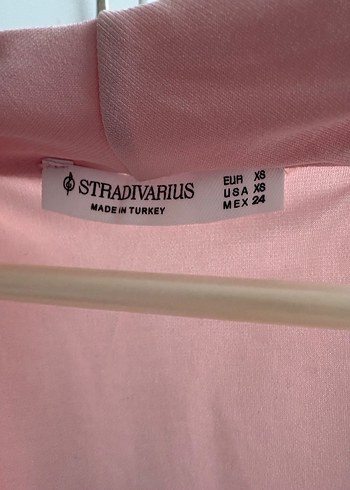 STRADIVARIUS
MADE IN TURKEY
EUR XS
USA XS
MEX 24